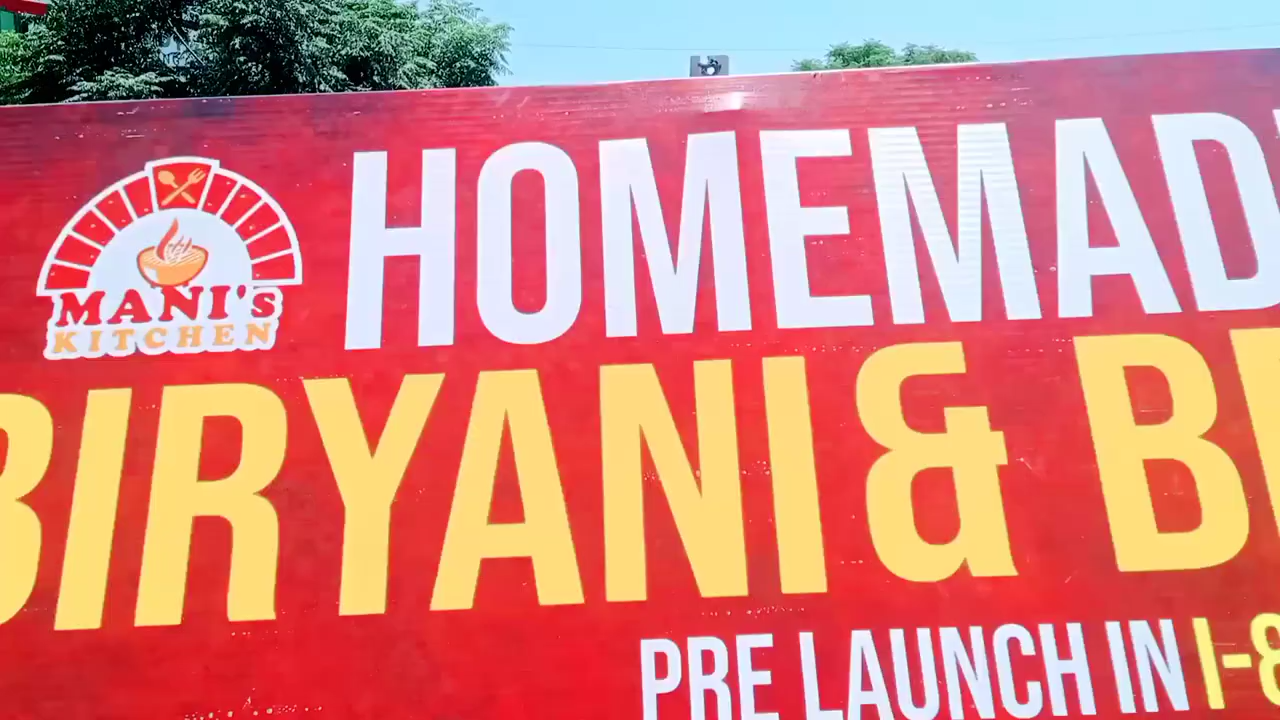 MANI's
KITCHEN
HOMEMAD
BIRYANI & B
PRE LAUNCH IN I-8